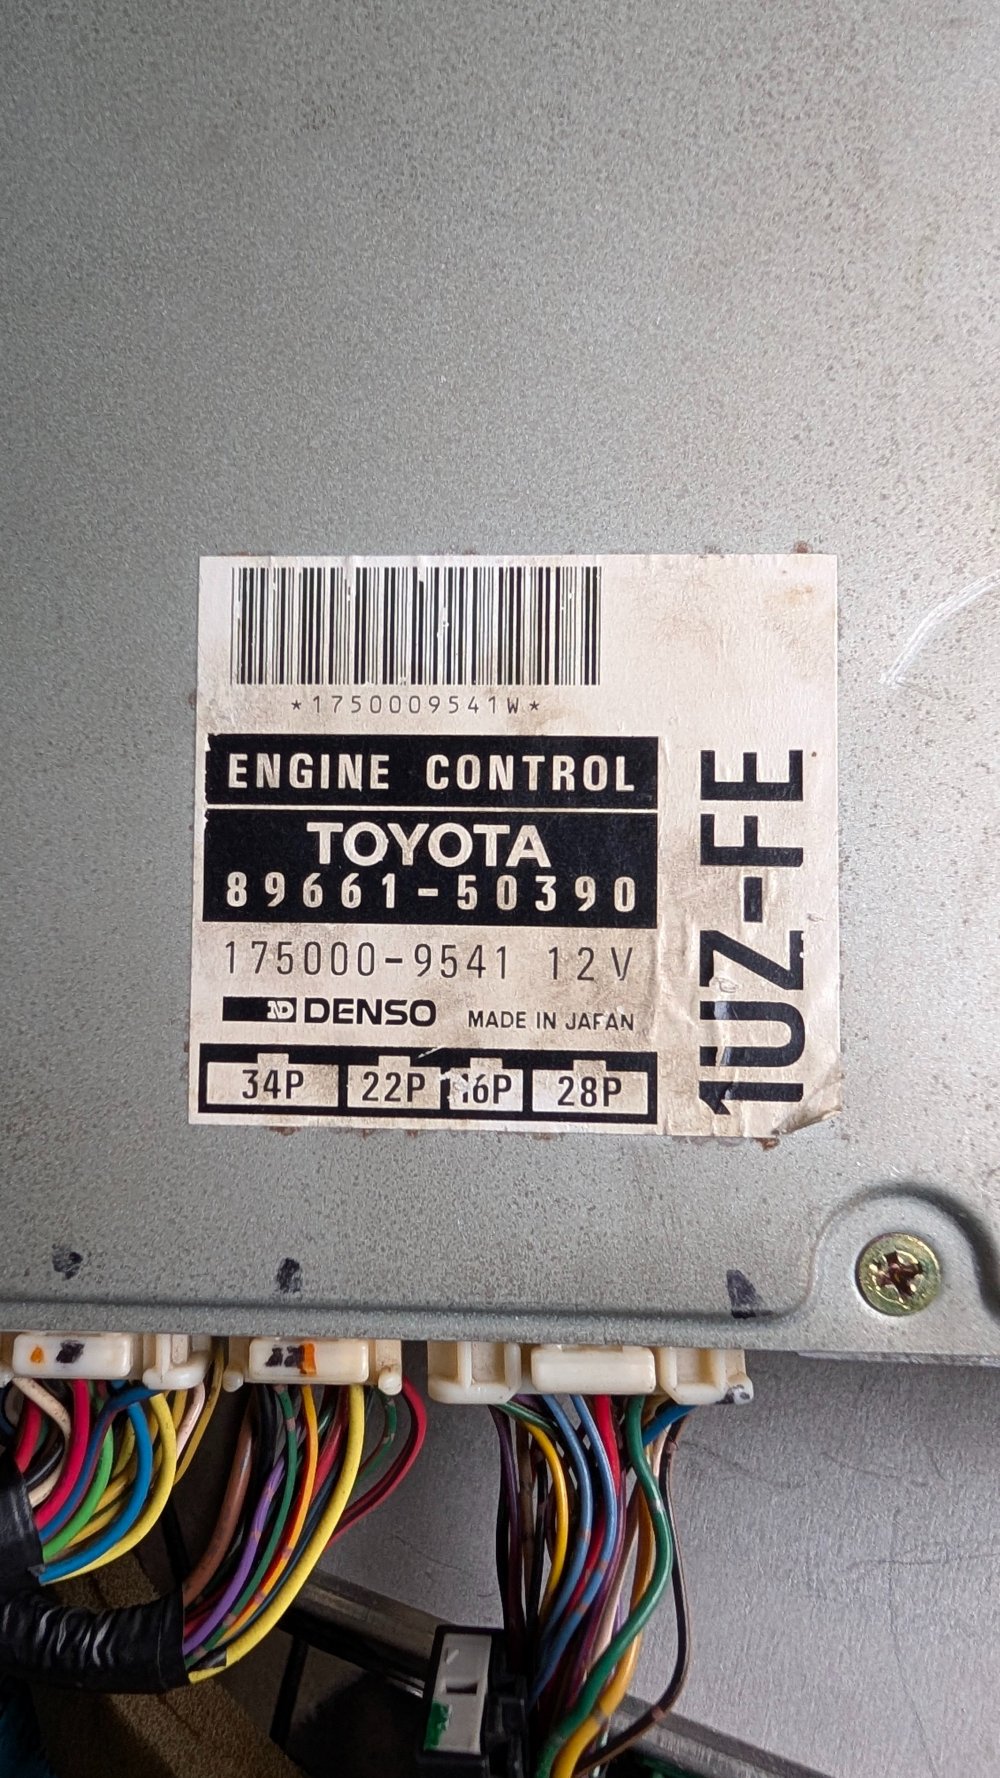 *1750009541W*
ENGINE CONTROL
TOYOTA
89661-50390
175000-9541 12V
ND DENSO MADE IN JAPAN
34P 22P 16P 28P
1UZ-FE